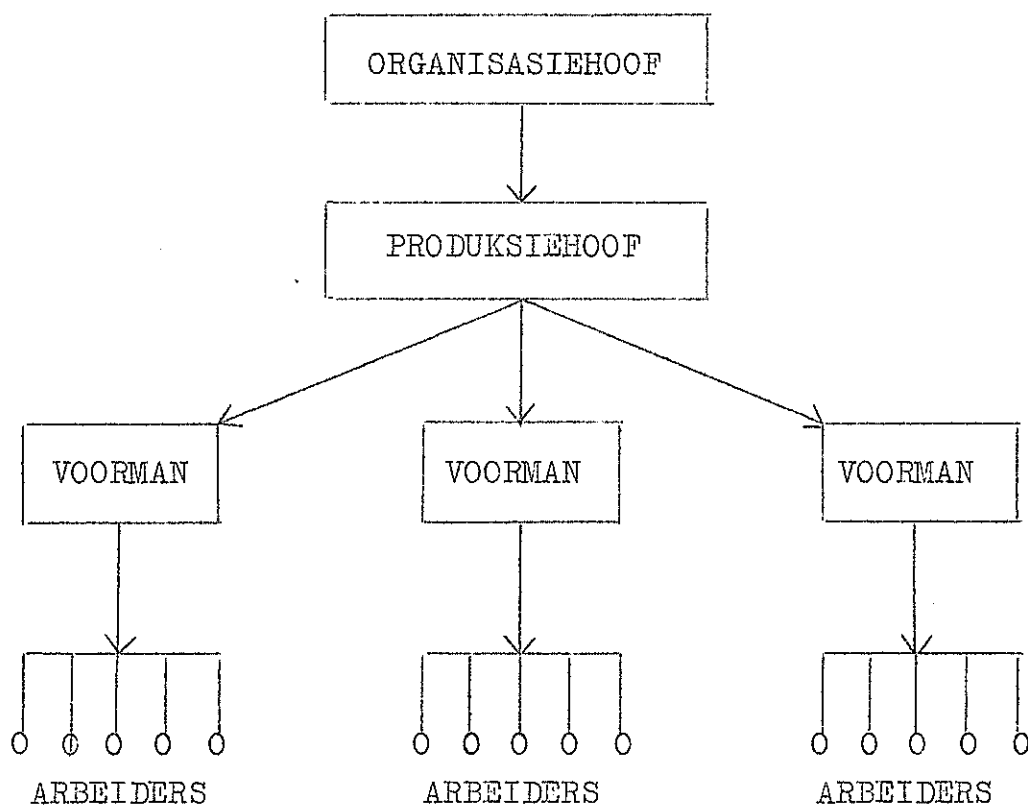 ORGANISASIEHOOF
PRODUKSIEHOOF
VOORMAN VOORMAN VOORMAN
O O O O O O O O O O O O O O O
ARBEIDERS ARBEIDERS ARBEIDERS